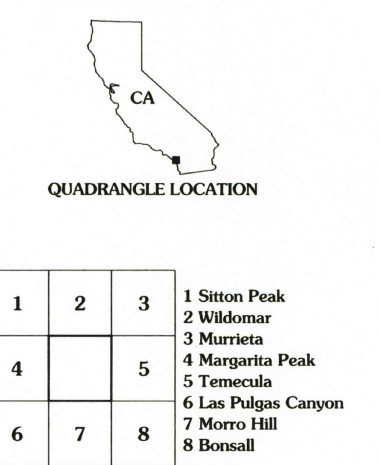 CA
QUADRANGLE LOCATION
1 2 3
4 5
6 7 8
1 Sitton Peak
2 Wildomar
3 Murrieta
4 Margarita Peak
5 Temecula
6 Las Pulgas Canyon
7 Morro Hill
8 Bonsall